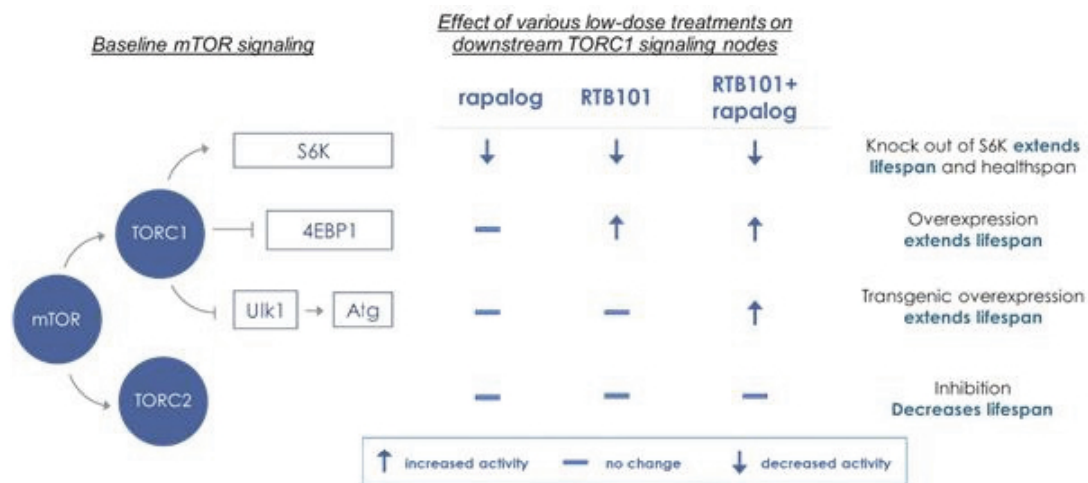 Baseline mTOR signaling
Effect of various low-dose treatments on
downstream TORC1 signaling nodes
rapalog
RTB101
RTB101+
rapalog
S6K
Knock out of S6K extends
lifespan and healthspan
TORC1
4EBP1
Overexpression
extends lifespan
mTOR
Ulk1
Atg
Transgenic overexpression
extends lifespan
TORC2
Inhibition
Decreases lifespan
increased activity
no change
decreased activity